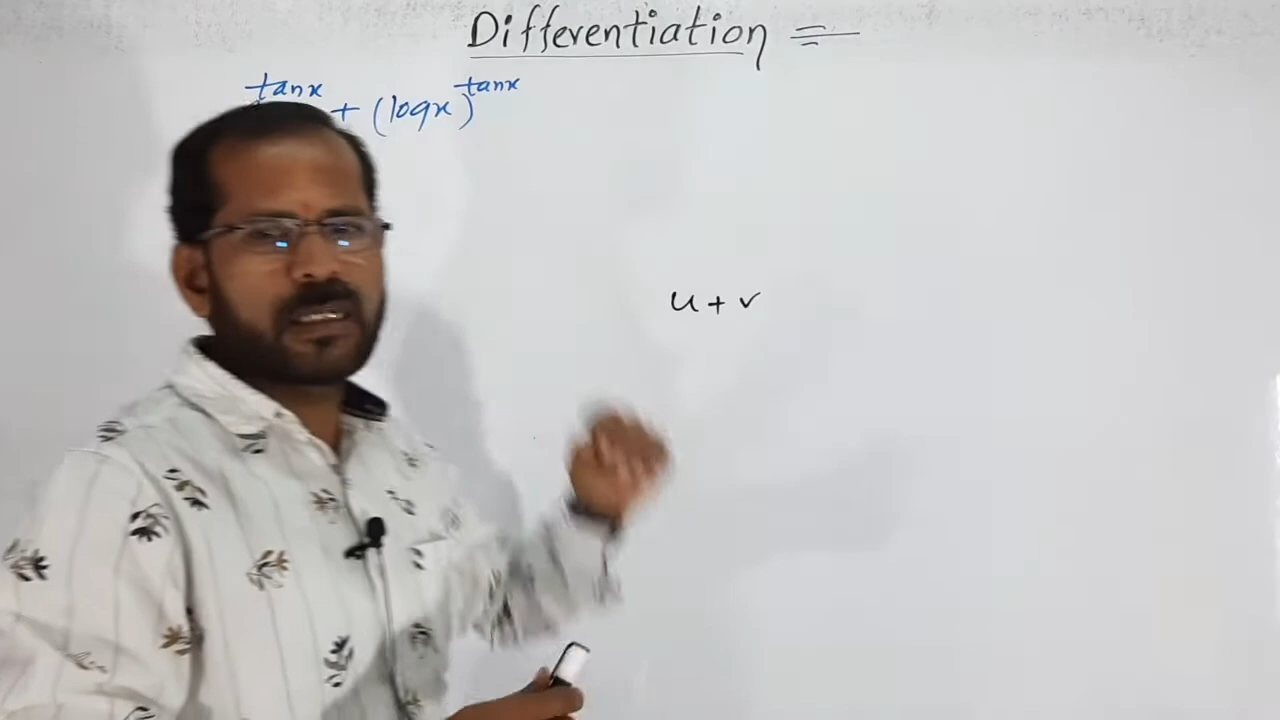 Differentiation =
tanx + (logx)^tanx
u + v